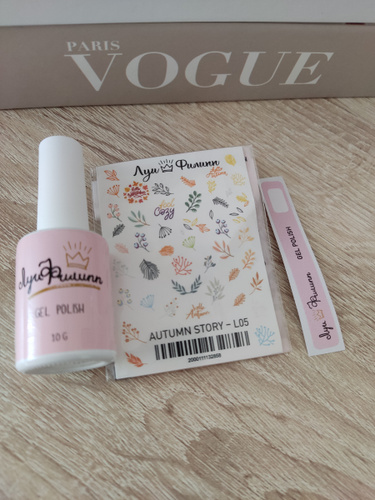 PARIS
VOGUE
Луи Филипп
Cozy
AUTUMN STORY - L05
Луи Филипп
GEL POLISH
10 G
Луи Филипп
GEL POLISH